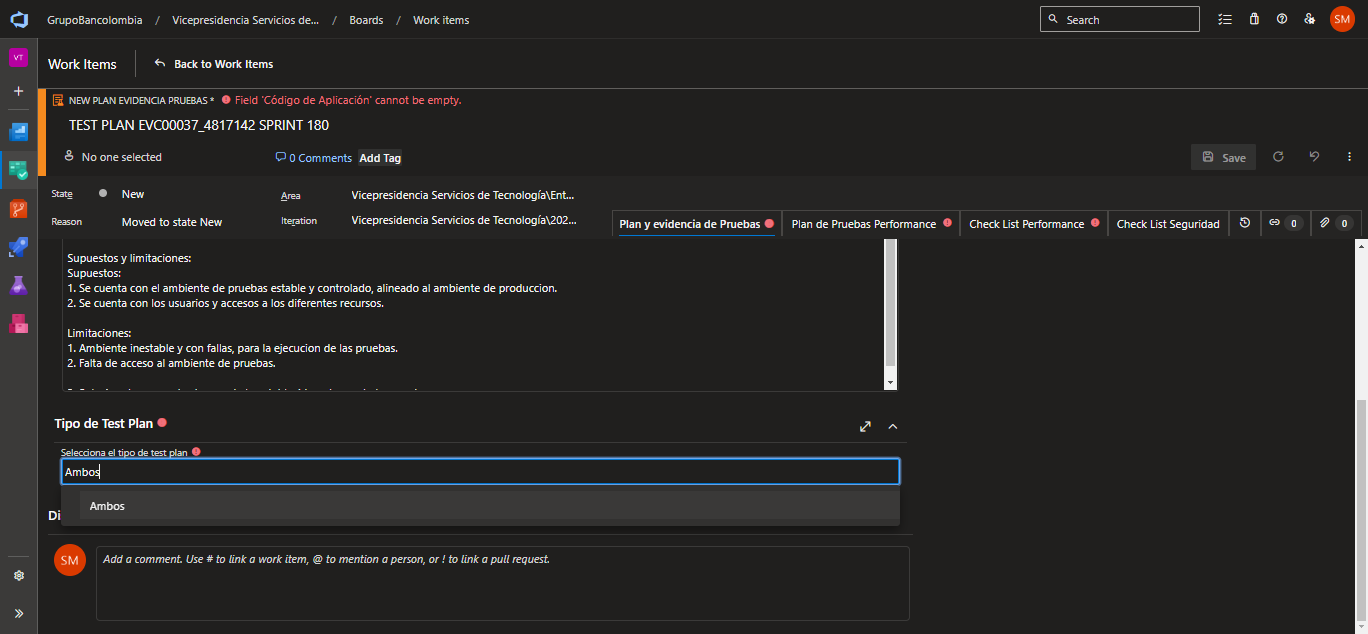 GrupoBancolombia / Vicepresidencia Servicios de... / Boards / Work items
Search
SM
VT
Work Items
Back to Work Items
NEW PLAN EVIDENCIA PRUEBAS * Field 'Código de Aplicación' cannot be empty.
TEST PLAN EVC00037_4817142 SPRINT 180
No one selected
0 Comments
Add Tag
Save
State
New
Area
Vicepresidencia Servicios de Tecnología\Ent...
Reason
Moved to state New
Iteration
Vicepresidencia Servicios de Tecnología\202...
Plan y evidencia de Pruebas
Plan de Pruebas Performance
Check List Performance
Check List Seguridad
0
0
Supuestos y limitaciones:
Supuestos:
1. Se cuenta con el ambiente de pruebas estable y controlado, alineado al ambiente de produccion.
2. Se cuenta con los usuarios y accesos a los diferentes recursos.
Limitaciones:
1. Ambiente inestable y con fallas, para la ejecucion de las pruebas.
2. Falta de acceso al ambiente de pruebas.
Tipo de Test Plan
Selecciona el tipo de test plan
Ambos
Ambos
Di
SM
Add a comment. Use # to link a work item, @ to mention a person, or ! to link a pull request.